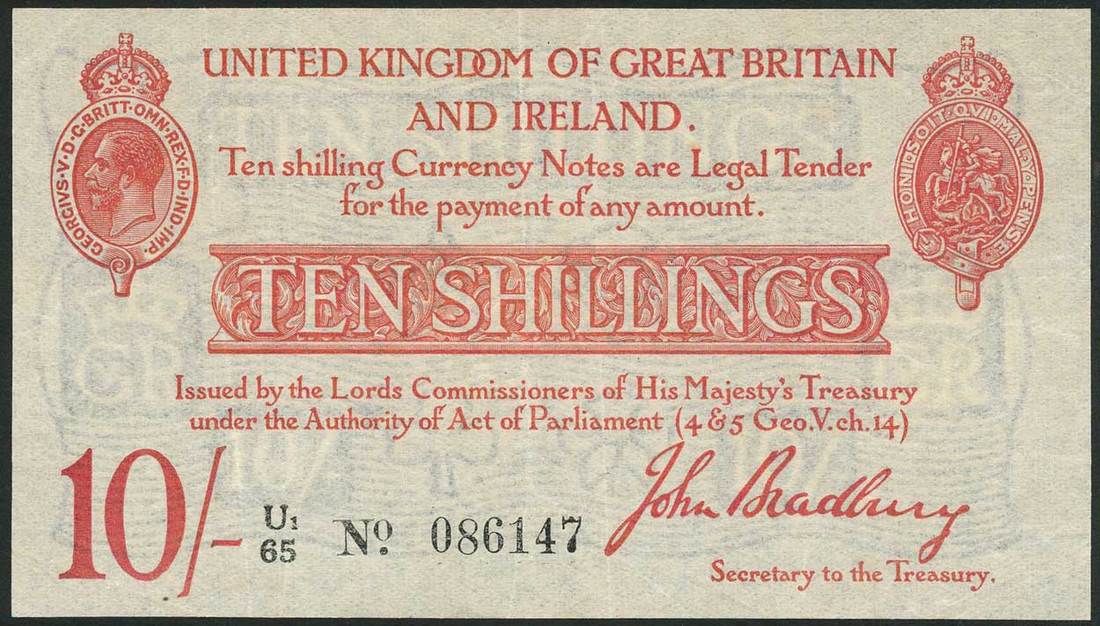 UNITED KINGDOM OF GREAT BRITAIN
AND IRELAND.
GEORGIVS·V·D·G·BRITT·OMN·REX·F·D·IND·IMP·
HONI·SOIT·QVI·MAL·Y·PENSE
Ten shilling Currency Notes are Legal Tender
for the payment of any amount.
TEN SHILLINGS
Issued by the Lords Commissioners of His Majesty's Treasury
under the Authority of Act of Parliament (4 & 5 Geo.V.ch.14)
10/-
U1
65
No. 086147
John Bradbury
Secretary to the Treasury.